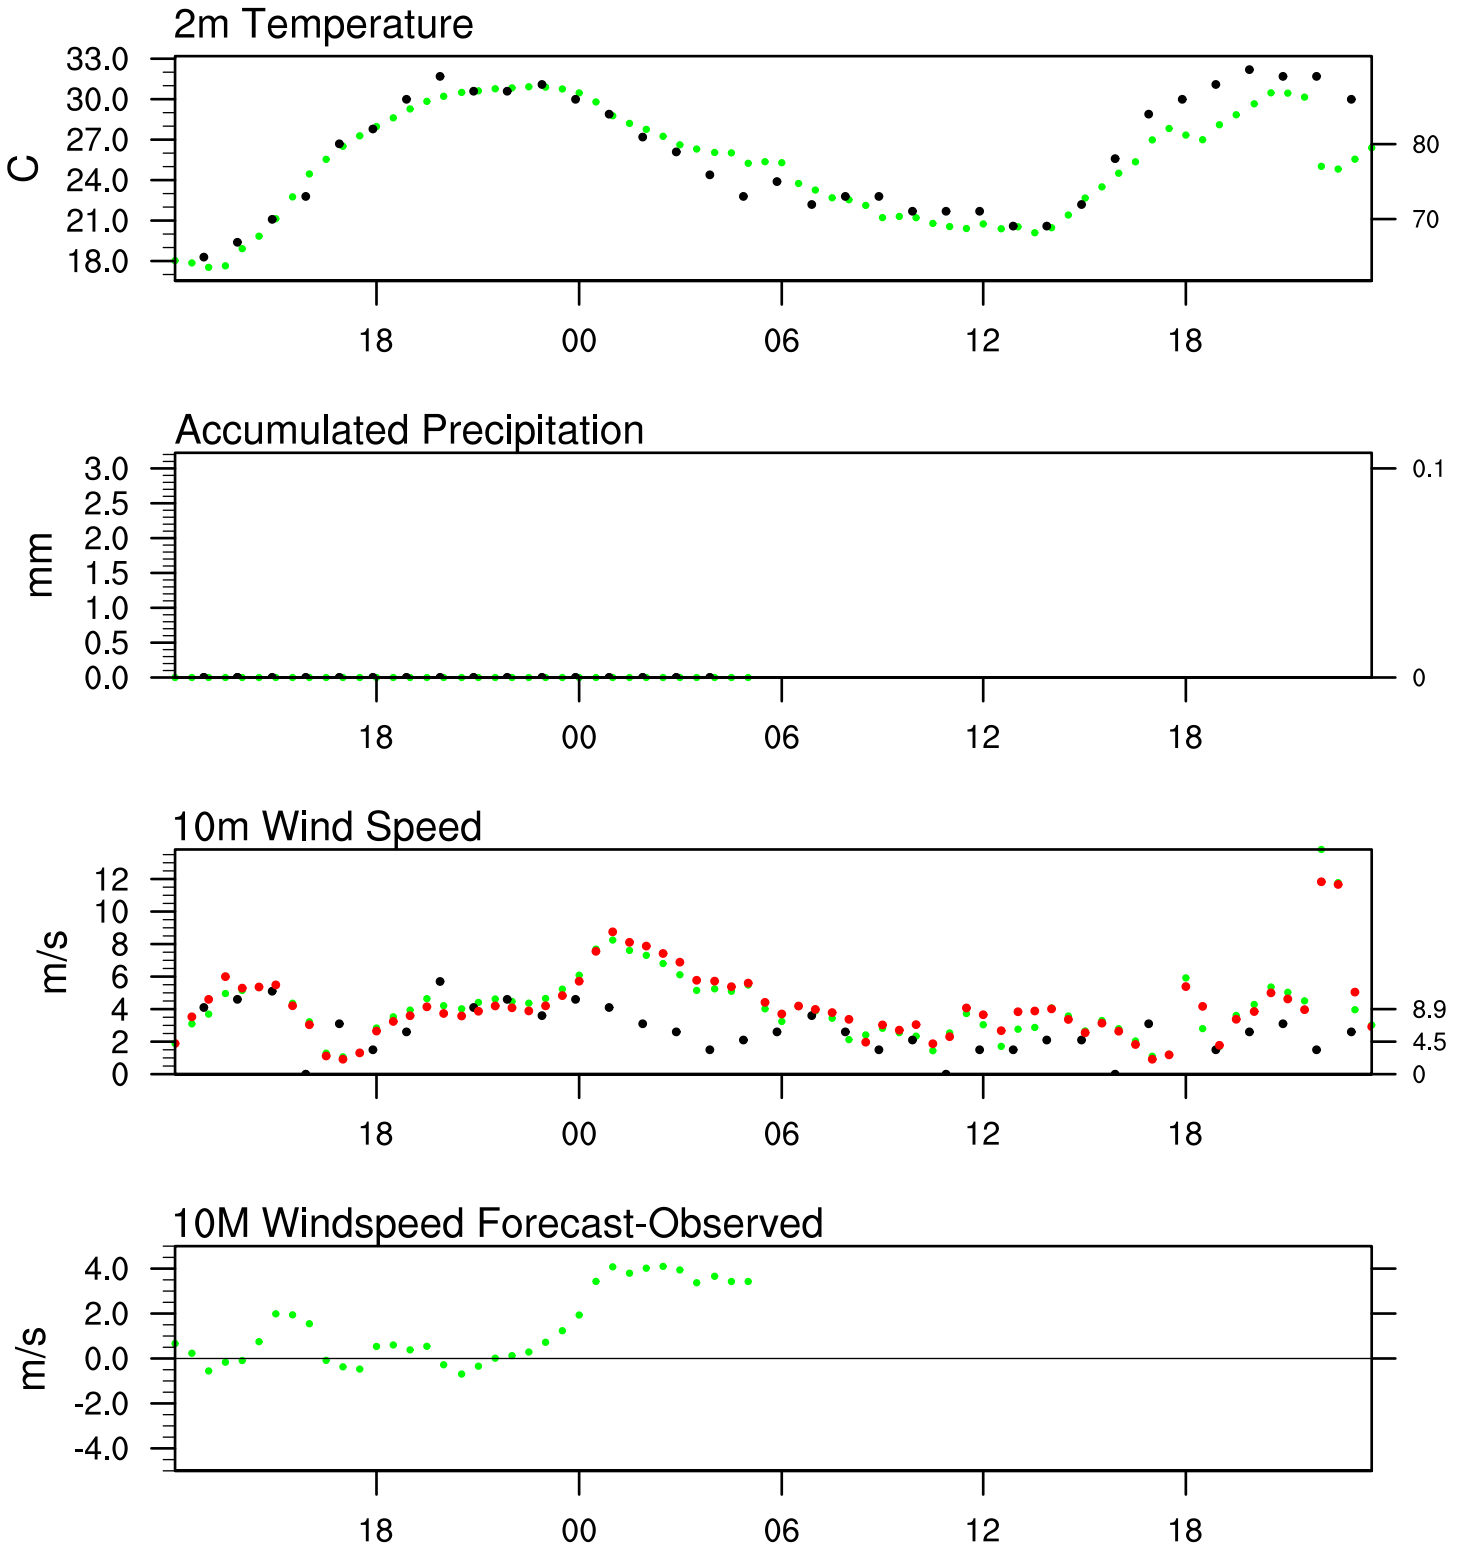 2m Temperature
33.0
30.0
27.0
24.0
21.0
18.0
C
80
70
18 00 06 12 18
Accumulated Precipitation
3.0
2.5
2.0
1.5
1.0
0.5
0.0
mm
0.1
0
18 00 06 12 18
10m Wind Speed
12
10
8
6
4
2
0
m/s
8.9
4.5
0
18 00 06 12 18
10M Windspeed Forecast-Observed
4.0
2.0
0.0
-2.0
-4.0
m/s
18 00 06 12 18